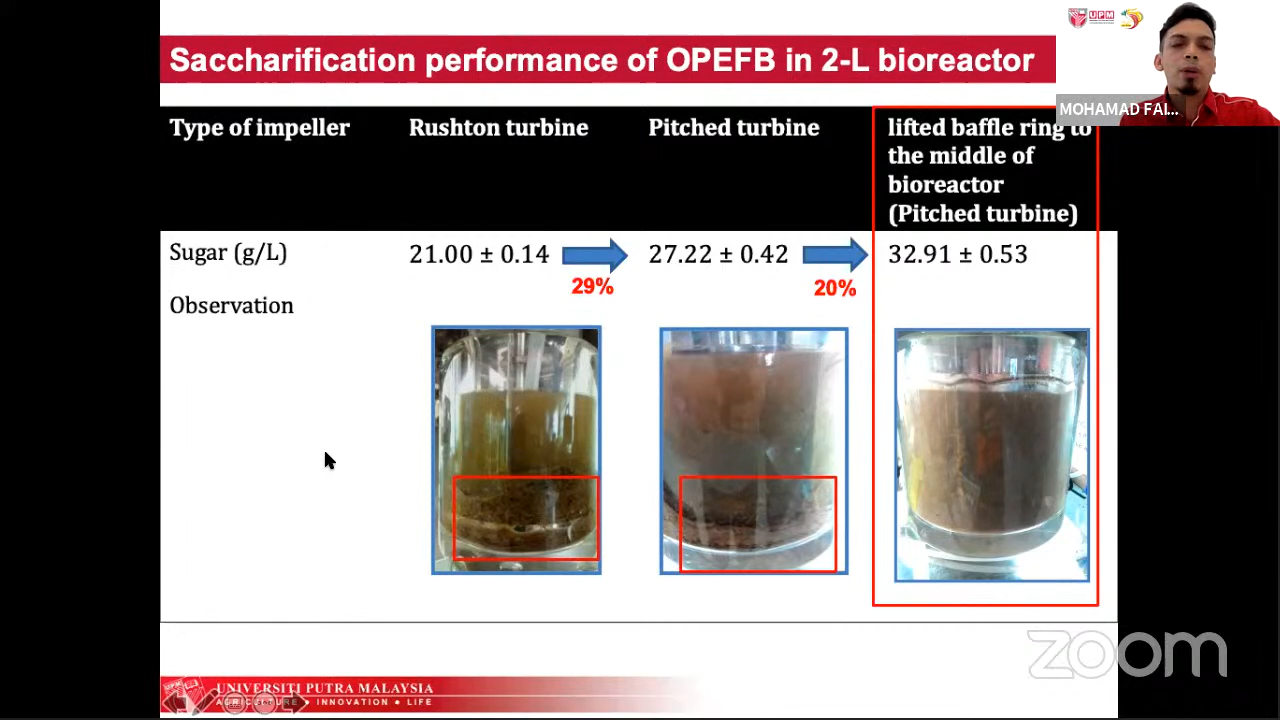 UPM
Saccharification performance of OPEFB in 2-L bioreactor
MOHAMAD FAI...
Type of impeller
Rushton turbine
Pitched turbine
lifted baffle ring to
the middle of
bioreactor
(Pitched turbine)
Sugar (g/L)
21.00 ± 0.14
27.22 ± 0.42
32.91 ± 0.53
29%
20%
Observation
zoom
UNIVERSITI PUTRA MALAYSIA
AGRICULTURE • INNOVATION • LIFE